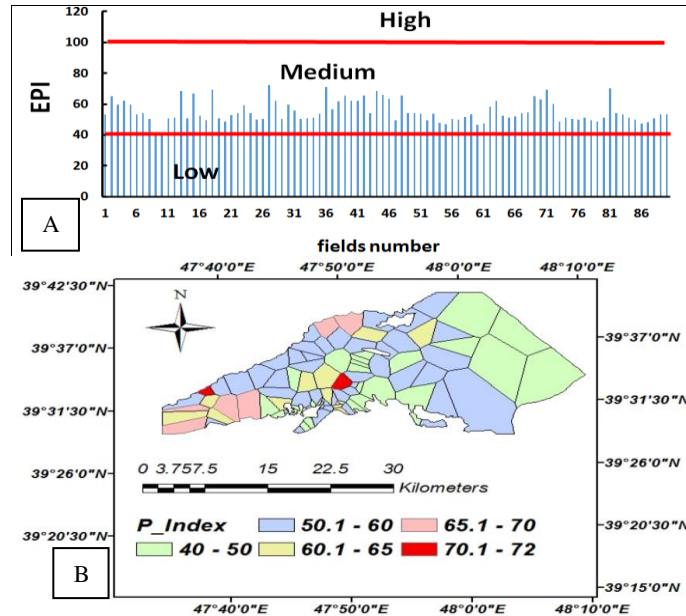 120
High
100
80
Medium
EPI
60
40
Low
20
0
1 6 11 16 21 26 31 36 41 46 51 56 61 66 71 76 81 86
fields number
A
47°40'0"E 47°50'0"E 48°0'0"E 48°10'0"E
39°42'30"N
N
39°37'0"N
39°37'0"N
39°31'30"N
39°31'30"N
39°26'0"N
39°26'0"N
0 3.757.5 15 22.5 30
Kilometers
39°20'30"N
39°20'30"N
P_Index 50.1 - 60 65.1 - 70
40 - 50 60.1 - 65 70.1 - 72
39°15'0"N
B
47°40'0"E 47°50'0"E 48°0'0"E 48°10'0"E